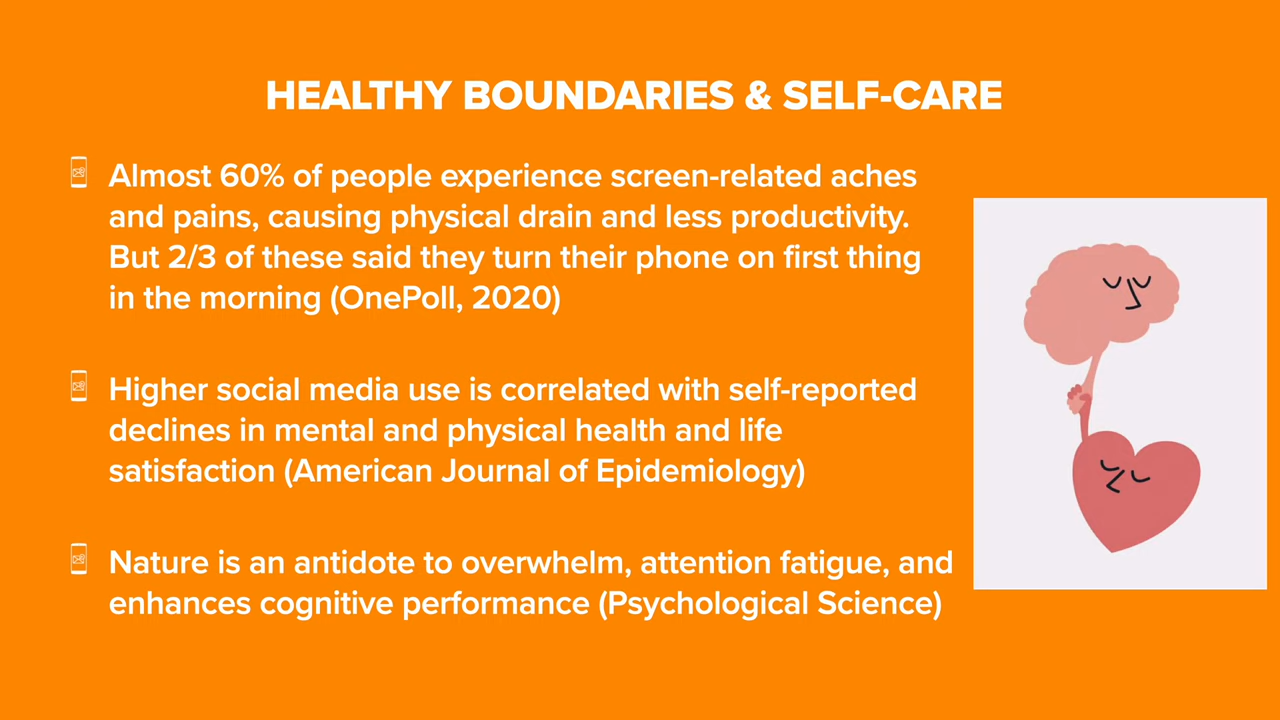 HEALTHY BOUNDARIES & SELF-CARE
Almost 60% of people experience screen-related aches
and pains, causing physical drain and less productivity.
But 2/3 of these said they turn their phone on first thing
in the morning (OnePoll, 2020)
Higher social media use is correlated with self-reported
declines in mental and physical health and life
satisfaction (American Journal of Epidemiology)
Nature is an antidote to overwhelm, attention fatigue, and
enhances cognitive performance (Psychological Science)